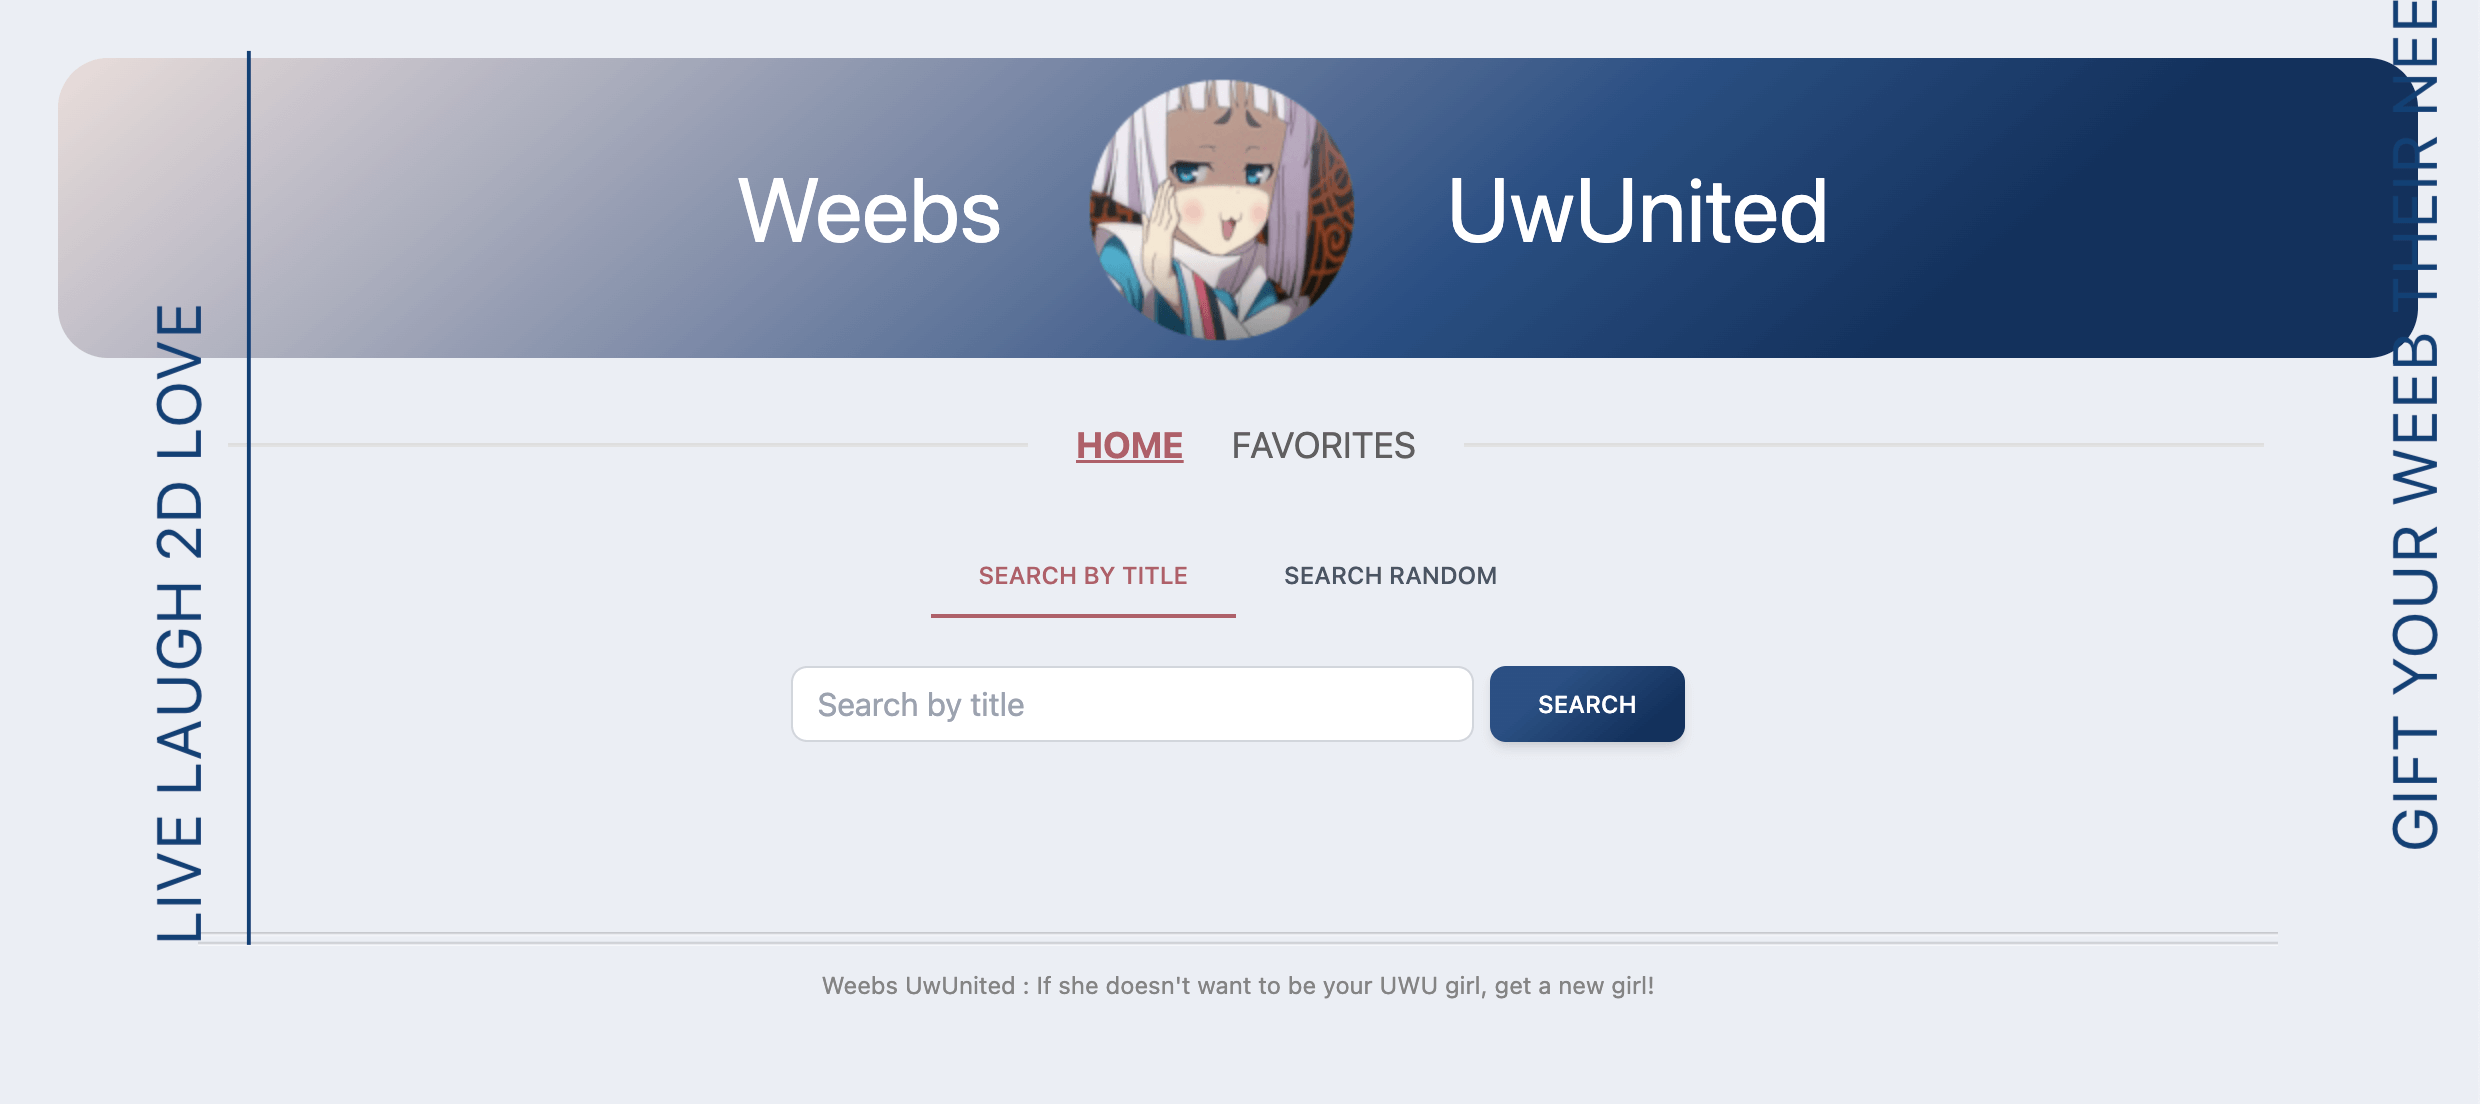 Weebs UwUnited
HOME FAVORITES
SEARCH BY TITLE SEARCH RANDOM
Search by title SEARCH
LIVE LAUGH 2D LOVE
GIFT YOUR WEEB THEIR NEE
Weebs UwUnited : If she doesn't want to be your UWU girl, get a new girl!